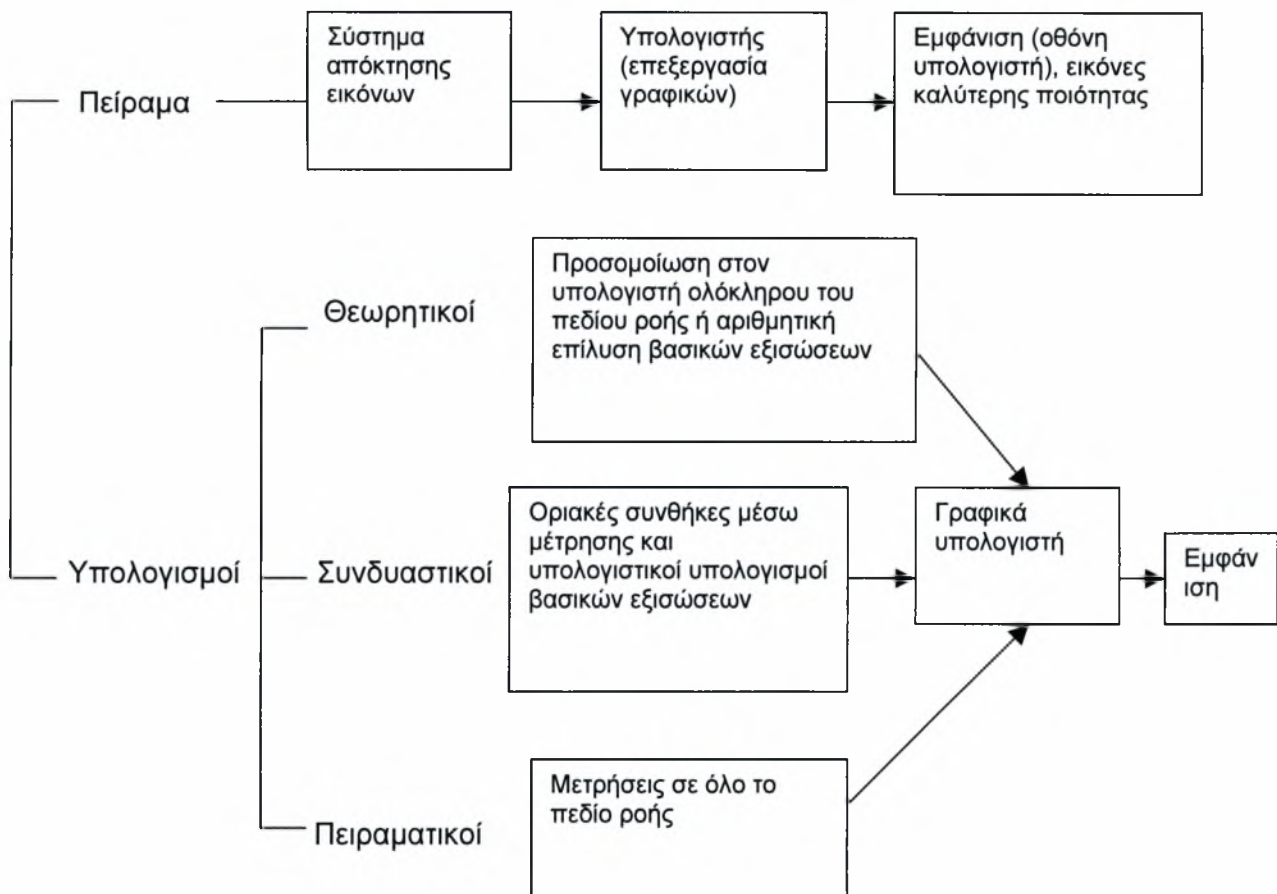 Σύστημα
απόκτησης
εικόνων
Υπολογιστής
(επεξεργασία
γραφικών)
Εμφάνιση (οθόνη
υπολογιστή), εικόνες
καλύτερης ποιότητας
Πείραμα
Θεωρητικοί
Προσομοίωση στον
υπολογιστή ολόκληρου του
πεδίου ροής ή αριθμητική
επίλυση βασικών εξισώσεων
Υπολογισμοί
Συνδυαστικοί
Οριακές συνθήκες μέσω
μέτρησης και
υπολογιστικοί υπολογισμοί
βασικών εξισώσεων
Γραφικά
υπολογιστή
Εμφάν
ιση
Πειραματικοί
Μετρήσεις σε όλο το
πεδίο ροής